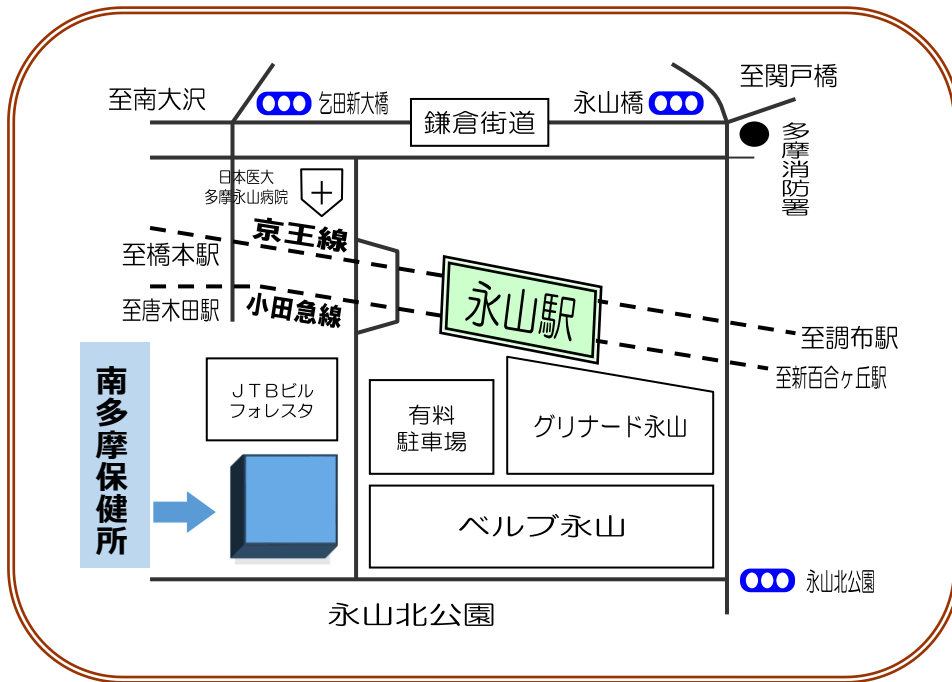 至関戸橋
至南大沢
乞田新大橋
永山橋
鎌倉街道
多摩消防署
日本医大
多摩永山病院
京王線
至橋本駅
小田急線
至唐木田駅
永山駅
至調布駅
至新百合ヶ丘駅
南多摩保健所
JTBビル
フォレスタ
有料
駐車場
グリナード永山
ベルブ永山
永山北公園
永山北公園